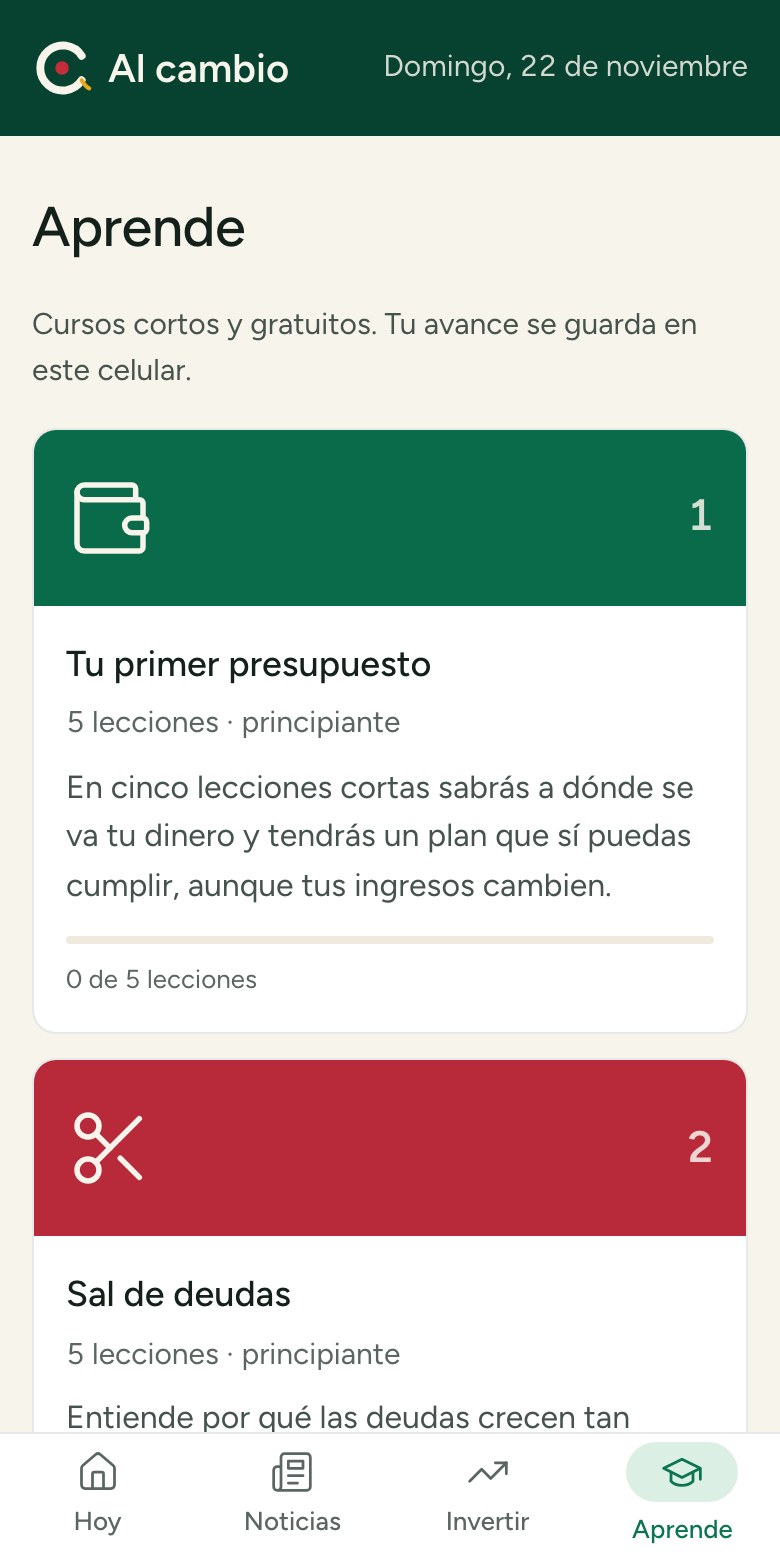 Al cambio
Domingo, 22 de noviembre
Aprende
Cursos cortos y gratuitos. Tu avance se guarda en
este celular.
1
Tu primer presupuesto
5 lecciones · principiante
En cinco lecciones cortas sabrás a dónde se
va tu dinero y tendrás un plan que sí puedas
cumplir, aunque tus ingresos cambien.
0 de 5 lecciones
2
Sal de deudas
5 lecciones · principiante
Entiende por qué las deudas crecen tan
Hoy
Noticias
Invertir
Aprende